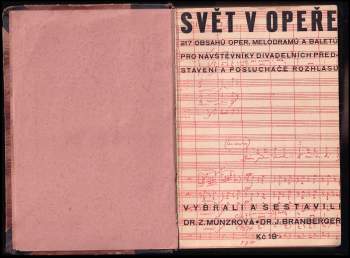 SVĚT V OPEŘE
217 OBSAHŮ OPER, MELODRAMŮ A BALETŮ
PRO NÁVŠTĚVNÍKY DIVADELNÍCH PŘED-
STAVENÍ A POSLUCHAČE ROZHLASU
VYBRALI A SESTAVILI
DR. Z. MÜNZROVÁ • DR. J. BRANBERGER
Kč 19·